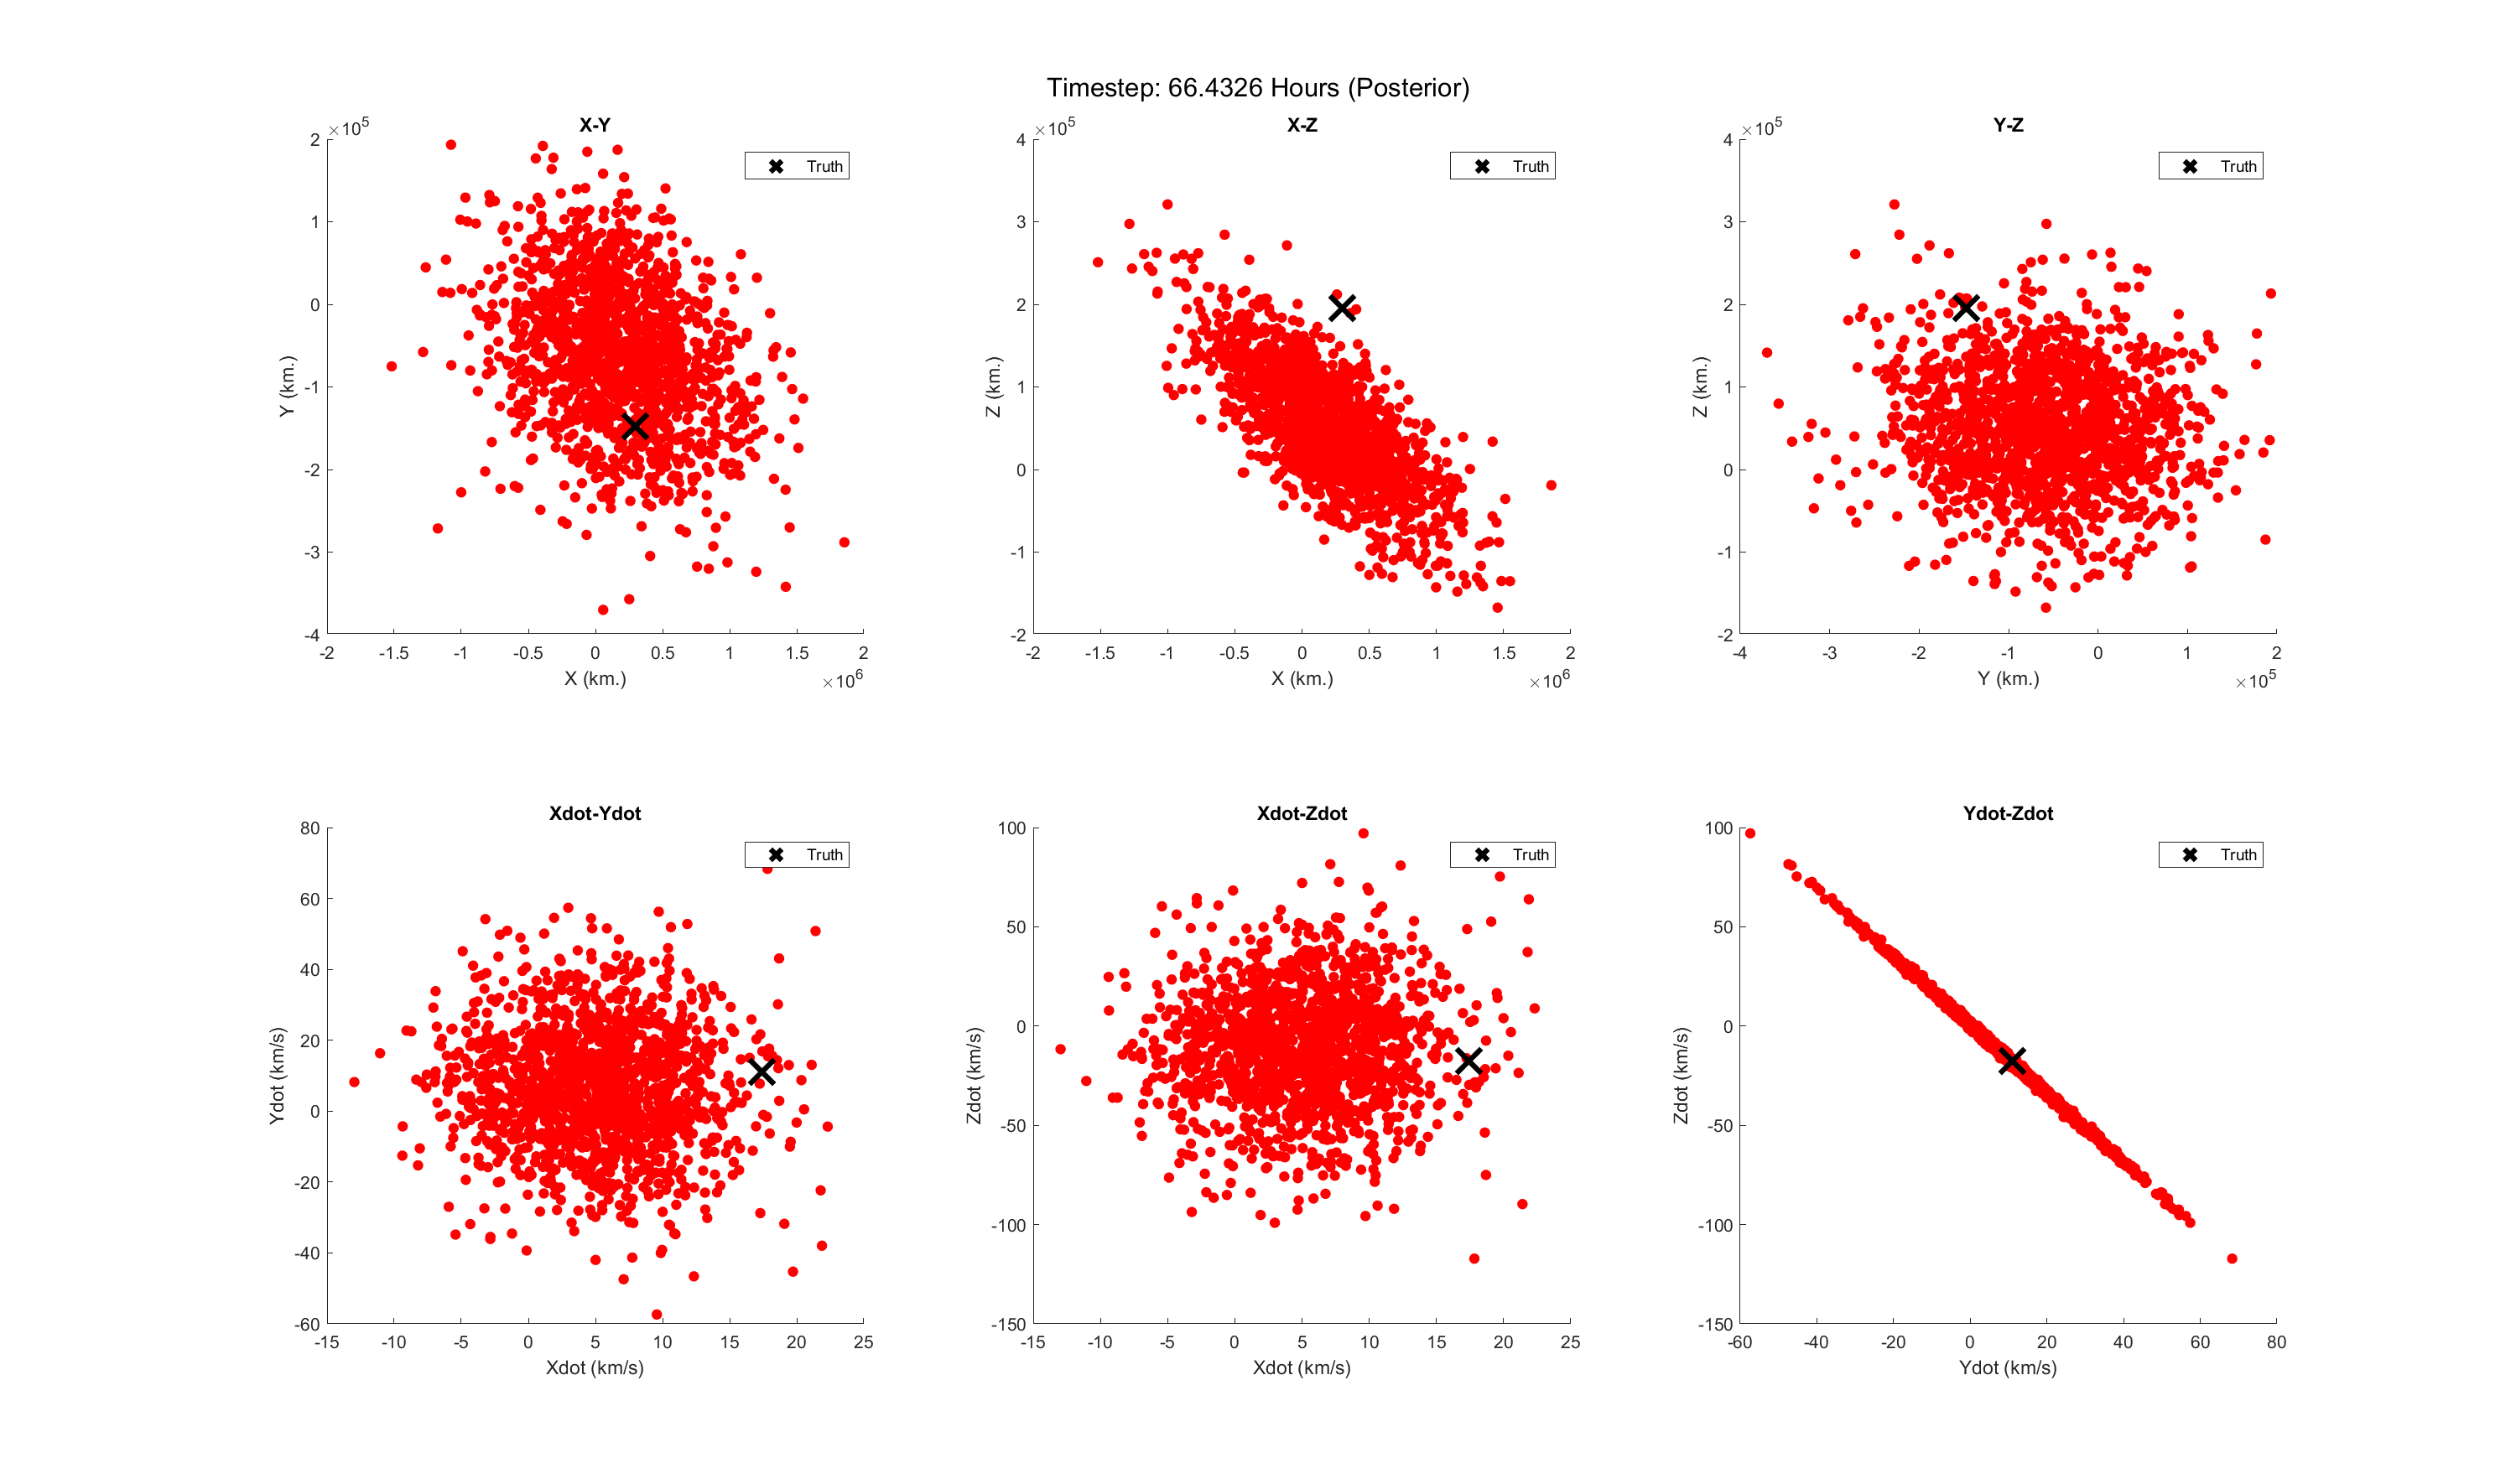 Timestep: 66.4326 Hours (Posterior)
X-Y
×10^5
Truth
2
1
0
-1
-2
-3
-4
Y (km.)
-2 -1.5 -1 -0.5 0 0.5 1 1.5 2
X (km.)
×10^6
X-Z
×10^5
Truth
4
3
2
1
0
-1
-2
Z (km.)
-2 -1.5 -1 -0.5 0 0.5 1 1.5 2
X (km.)
×10^6
Y-Z
×10^5
Truth
4
3
2
1
0
-1
-2
Z (km.)
-4 -3 -2 -1 0 1 2
Y (km.)
×10^5
Xdot-Ydot
Truth
80
60
40
20
0
-20
-40
-60
Ydot (km/s)
-15 -10 -5 0 5 10 15 20 25
Xdot (km/s)
Xdot-Zdot
Truth
100
50
0
-50
-100
-150
Zdot (km/s)
-15 -10 -5 0 5 10 15 20 25
Xdot (km/s)
Ydot-Zdot
Truth
100
50
0
-50
-100
-150
Zdot (km/s)
-60 -40 -20 0 20 40 60 80
Ydot (km/s)